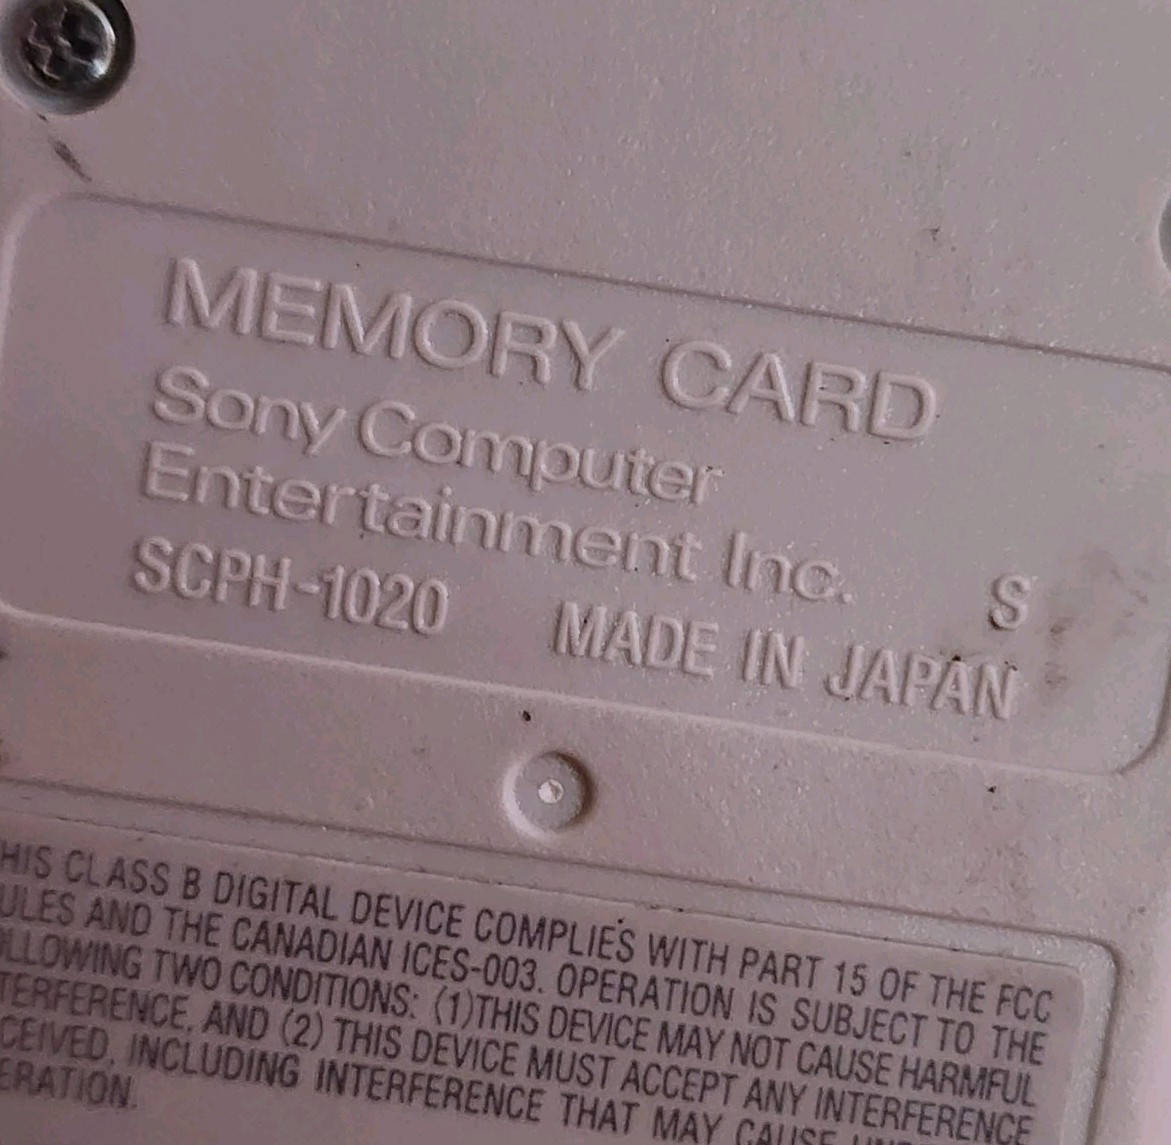 MEMORY CARD
Sony Computer
Entertainment Inc.
S
SCPH-1020 MADE IN JAPAN
HIS CLASS B DIGITAL DEVICE COMPLIES WITH PART 15 OF THE FCC
ULES AND THE CANADIAN ICES-003. OPERATION IS SUBJECT TO THE
OLLOWING TWO CONDITIONS: (1)THIS DEVICE MAY NOT CAUSE HARMFUL
TERFERENCE, AND (2) THIS DEVICE MUST ACCEPT ANY INTERFERENCE
CEIVED, INCLUDING INTERFERENCE THAT MAY CAUSE
ERATION.